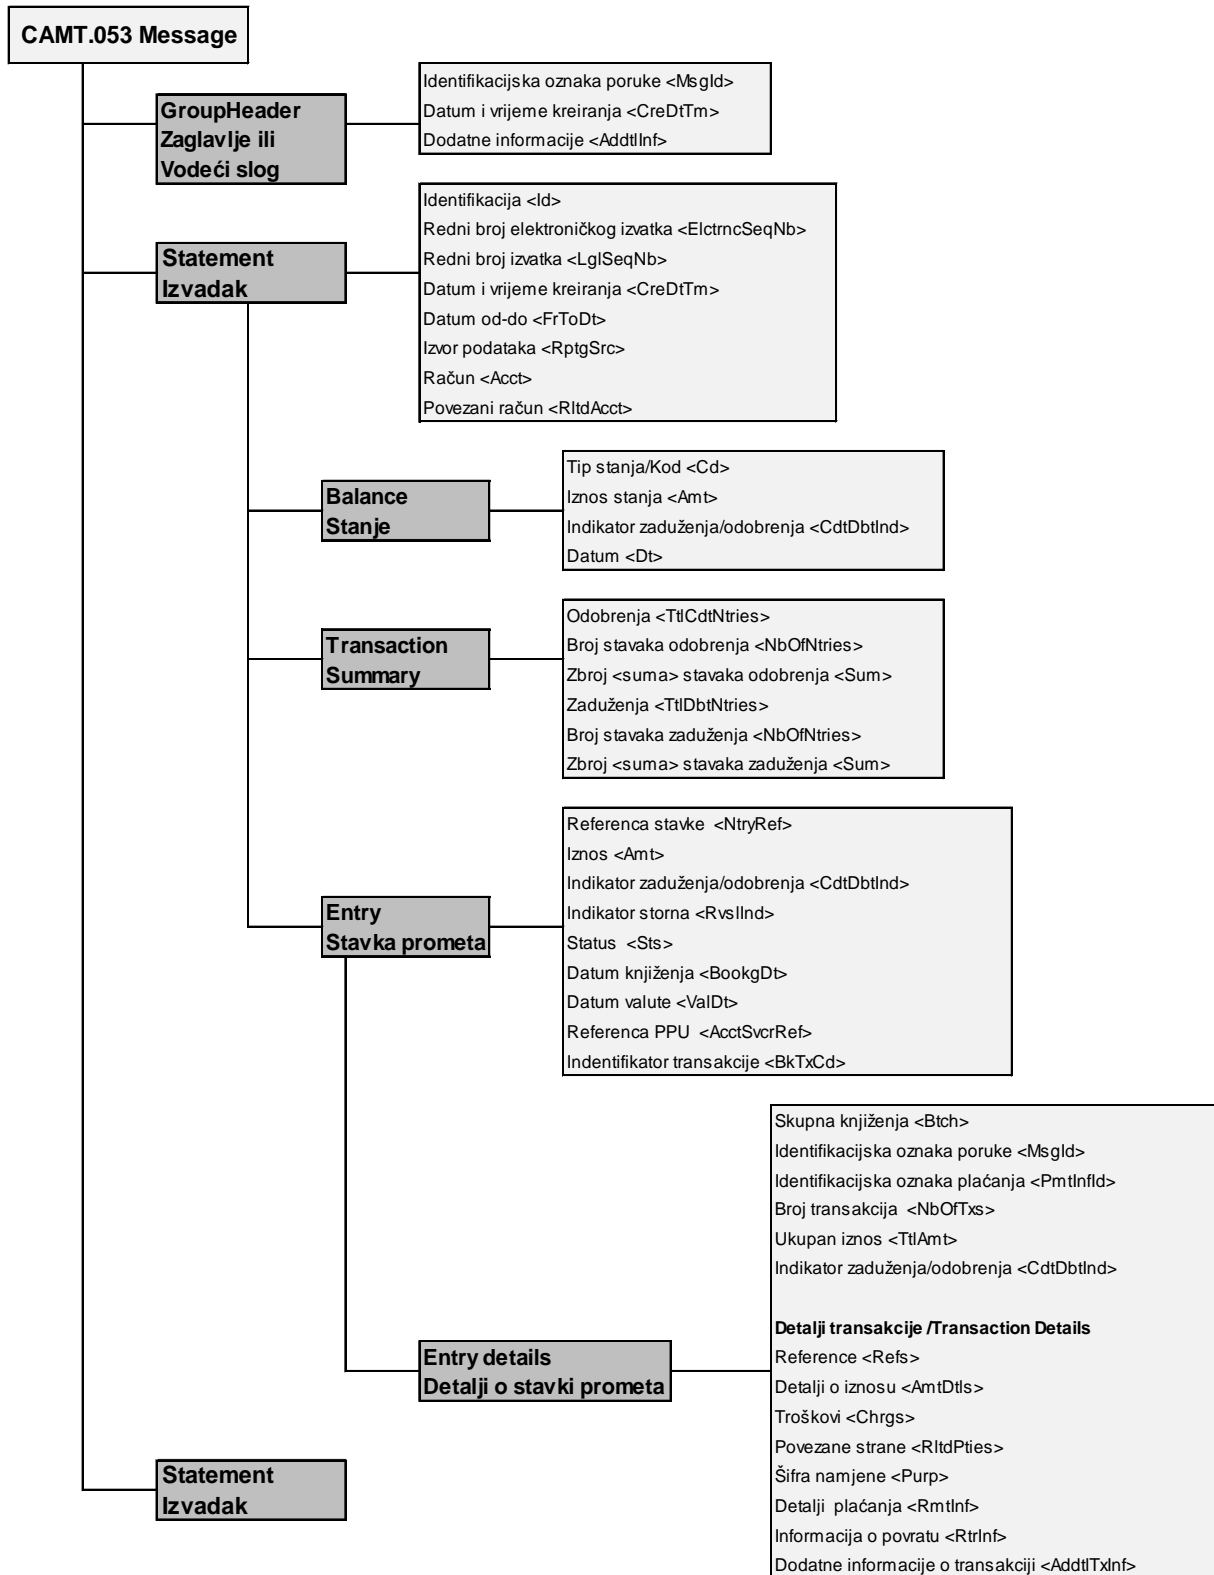 CAMT.053 Message
GroupHeader
Zaglavlje ili
Vodeći slog
Identifikacijska oznaka poruke <MsgId>
Datum i vrijeme kreiranja <CreDtTm>
Dodatne informacije <AddtlInf>
Statement
Izvadak
Identifikacija <Id>
Redni broj elektroničkog izvatka <ElctrncSeqNb>
Redni broj izvatka <LglSeqNb>
Datum i vrijeme kreiranja <CreDtTm>
Datum od-do <FrToDt>
Izvor podataka <RptgSrc>
Račun <Acct>
Povezani račun <RltdAcct>
Balance
Stanje
Tip stanja/Kod <Cd>
Iznos stanja <Amt>
Indikator zaduženja/odobrenja <CdtDbtInd>
Datum <Dt>
Transaction
Summary
Odobrenja <TtlCdtNtries>
Broj stavaka odobrenja <NbOfNtries>
Zbroj <suma> stavaka odobrenja <Sum>
Zaduženja <TtlDbtNtries>
Broj stavaka zaduženja <NbOfNtries>
Zbroj <suma> stavaka zaduženja <Sum>
Entry
Stavka prometa
Referenca stavke <NtryRef>
Iznos <Amt>
Indikator zaduženja/odobrenja <CdtDbtInd>
Indikator storna <RvslInd>
Status <Sts>
Datum knjiženja <BookgDt>
Datum valute <ValDt>
Referenca PPU <AcctSvcrRef>
Indentifikator transakcije <BkTxCd>
Entry details
Detalji o stavki prometa
Skupna knjiženja <Btch>
Identifikacijska oznaka poruke <MsgId>
Identifikacijska oznaka plaćanja <PmtInfId>
Broj transakcija <NbOfTxs>
Ukupan iznos <TtlAmt>
Indikator zaduženja/odobrenja <CdtDbtInd>
Detalji transakcije /Transaction Details
Reference <Refs>
Detalji o iznosu <AmtDtls>
Troškovi <Chrgs>
Povezane strane <RltdPties>
Šifra namjene <Purp>
Detalji plaćanja <RmtInf>
Informacija o povratu <RtrInf>
Dodatne informacije o transakciji <AddtlTxInf>
Statement
Izvadak